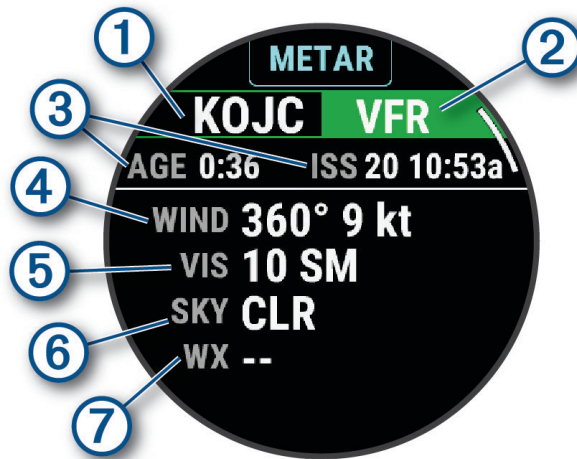 METAR
1
2
KOJC VFR
3
AGE 0:36 ISS 20 10:53a
4
WIND 360° 9 kt
5
VIS 10 SM
6
SKY CLR
7
WX --